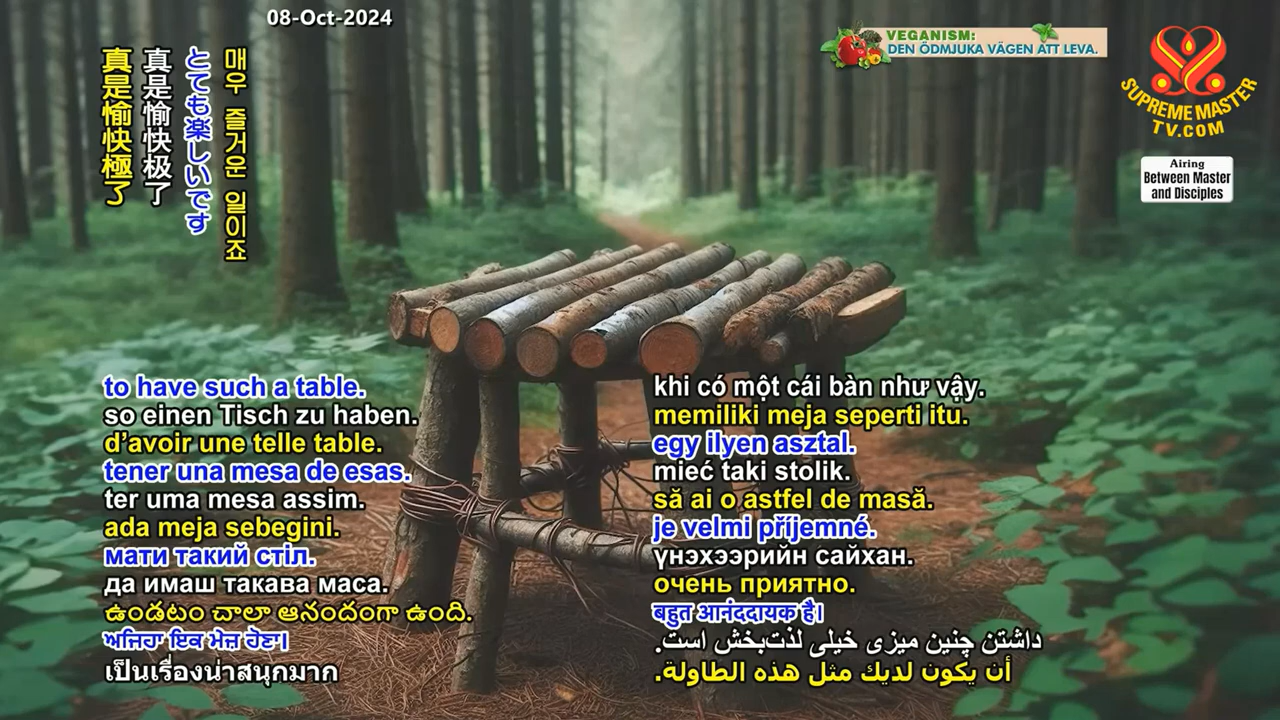 08-Oct-2024
VEGANISM:
DEN ÖDMJUKA VÄGEN ATT LEVA.
SUPREME MASTER
TV.COM
Airing
Between Master
and Disciples
매우 즐거운 일이죠
とても楽しいです
真是愉快极了
真是愉快極了
to have such a table.
so einen Tisch zu haben.
d’avoir une telle table.
tener una mesa de esas.
ter uma mesa assim.
ada meja sebegini.
мати такий стіл.
да имаш такава маса.
ఉండటం చాలా ఆనందంగా ఉంది.
ਅਜਿਹਾ ਇਕ ਮੇਜ਼ ਹੋਣਾ।
เป็นเรื่องน่าสนุกมาก
khi có một cái bàn như vậy.
memiliki meja seperti itu.
egy ilyen asztal.
mieć taki stolik.
să ai o astfel de masă.
je velmi příjemné.
үнэхээрийн сайхан.
очень приятно.
बहुत आनंददायक है।
داشتن چنین میزی خیلی لذت‌بخش است.
أن يكون لديك مثل هذه الطاولة.